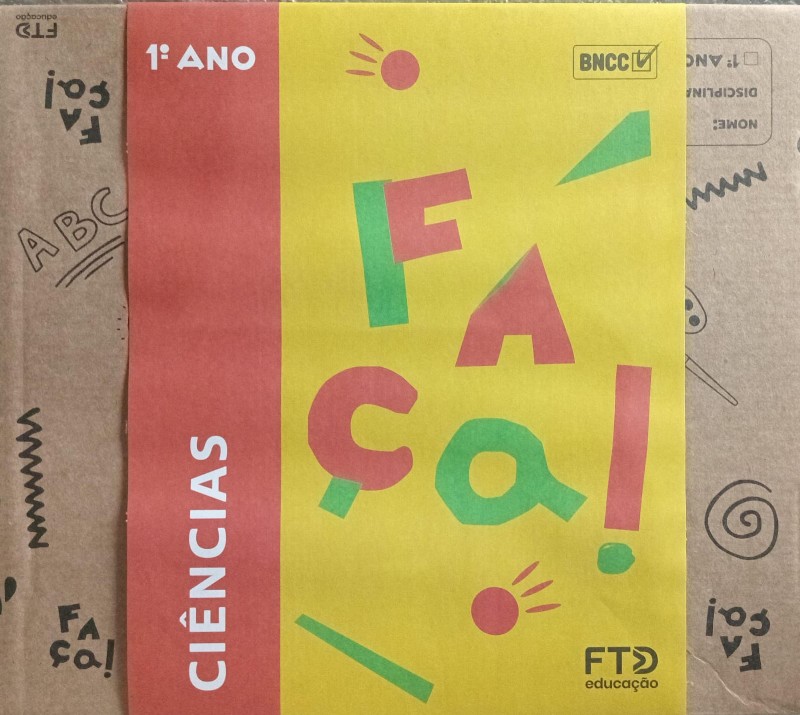 FTD
educação
Faça!
ABC
1º ANO
CIÊNCIAS
BNCC
FAÇA!
FTD
educação
1º ANO
DISCIPLINA
NOME:
Faça!
Faça!